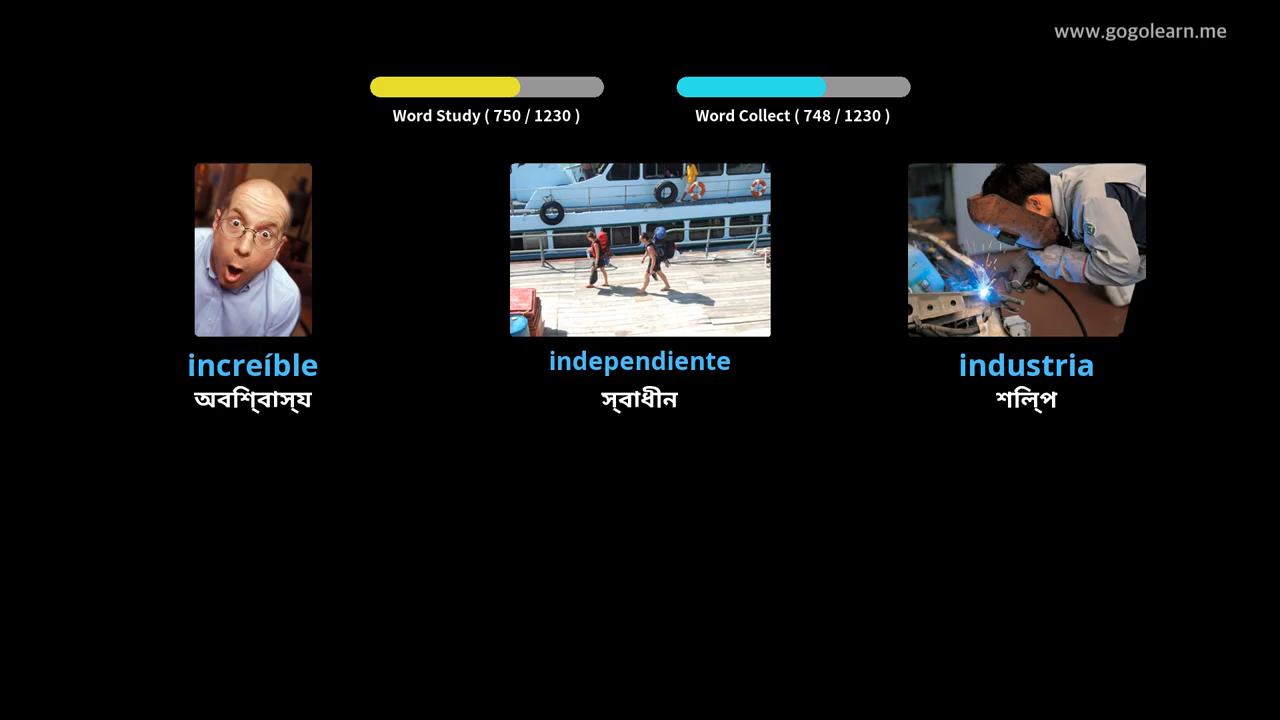 www.gogolearn.me
Word Study ( 750 / 1230 )
Word Collect ( 748 / 1230 )
increíble
independiente
industria
অবিশ্বাস্য
স্বাধীন
শিল্প